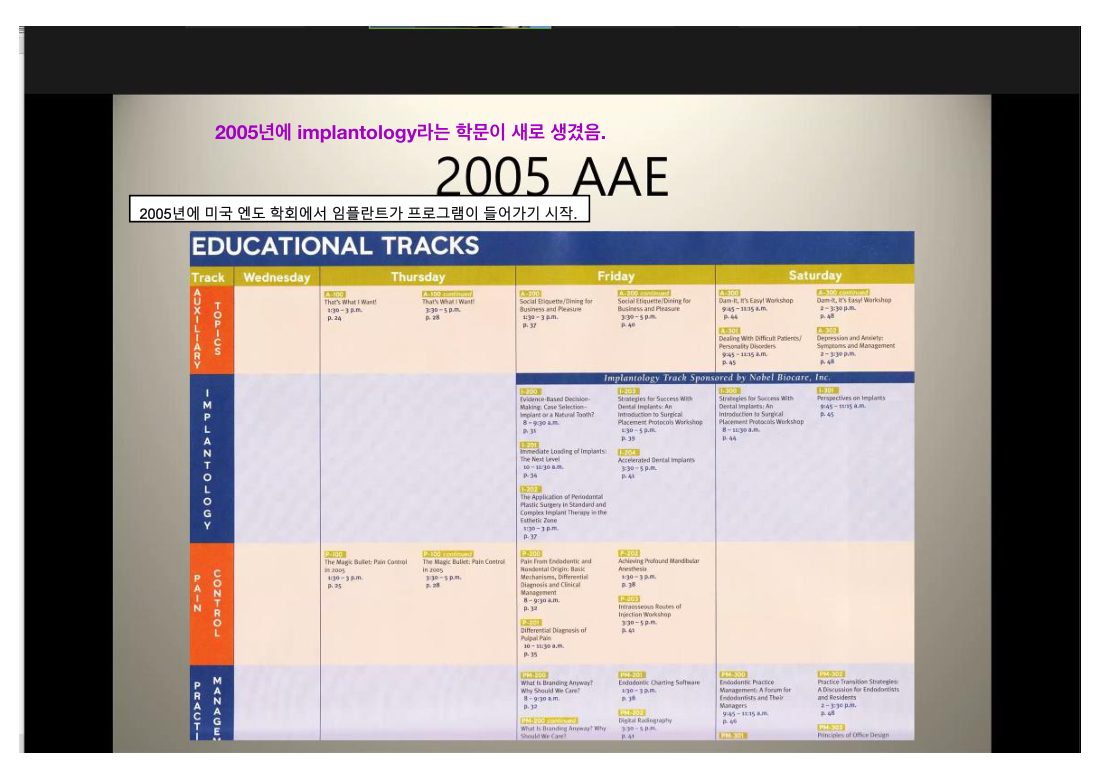 2005년에 implantology라는 학문이 새로 생겼음.
2005 AAE
2005년에 미국 엔도 학회에서 임플란트가 프로그램이 들어가기 시작.
EDUCATIONAL TRACKS
Track Wednesday Thursday Friday Saturday
AUXILIARY TOPICS
A-100
That's What I Want!
1:30 – 3 p.m.
p. 24
A-100 continued
That's What I Want!
3:30 – 5 p.m.
p. 28
A-200
Social Etiquette/Dining for
Business and Pleasure
1:30 – 3 p.m.
p. 37
A-200 continued
Social Etiquette/Dining for
Business and Pleasure
3:30 – 5 p.m.
p. 40
A-300
Dam-It, It's Easy! Workshop
9:45 – 11:15 a.m.
p. 44
A-301
Dealing With Difficult Patients/
Personality Disorders
9:45 – 11:15 a.m.
p. 45
A-300 continued
Dam-It, It's Easy! Workshop
2 – 3:30 p.m.
p. 48
A-302
Depression and Anxiety:
Symptoms and Management
2 – 3:30 p.m.
p. 48
IMPLANTOLOGY
Implantology Track Sponsored by Nobel Biocare, Inc.
I-200
Evidence-Based Decision-
Making: Case Selection–
Implant or a Natural Tooth?
8 – 9:30 a.m.
p. 31
I-201
Immediate Loading of Implants:
The Next Level
10 – 11:30 a.m.
p. 34
I-202
The Application of Periodontal
Plastic Surgery in Standard and
Complex Implant Therapy in the
Esthetic Zone
1:30 – 3 p.m.
p. 37
I-203
Strategies for Success With
Dental Implants: An
Introduction to Surgical
Placement Protocols Workshop
1:30 – 5 p.m.
p. 39
I-204
Accelerated Dental Implants
3:30 – 5 p.m.
p. 41
I-300
Strategies for Success With
Dental Implants: An
Introduction to Surgical
Placement Protocols Workshop
8 – 11:30 a.m.
p. 44
I-301
Perspectives on Implants
9:45 – 11:15 a.m.
p. 45
PAIN CONTROL
P-100
The Magic Bullet: Pain Control
in 2005
1:30 – 3 p.m.
p. 25
P-100 continued
The Magic Bullet: Pain Control
in 2005
3:30 – 5 p.m.
p. 28
P-200
Pain From Endodontic and
Nondental Origin: Basic
Mechanisms, Differential
Diagnosis and Clinical
Management
8 – 9:30 a.m.
p. 32
P-201
Differential Diagnosis of
Pulpal Pain
10 – 11:30 a.m.
p. 35
P-202
Achieving Profound Mandibular
Anesthesia
1:30 – 3 p.m.
p. 38
P-203
Intraosseous Routes of
Injection Workshop
3:30 – 5 p.m.
p. 41
PRACTI MANAGEM
PM-200
What Is Branding Anyway?
Why Should We Care?
8 – 9:30 a.m.
p. 32
PM-200 continued
What Is Branding Anyway? Why
Should We Care?
PM-201
Endodontic Charting Software
1:30 – 3 p.m.
p. 38
PM-202
Digital Radiography
3:30 – 5 p.m.
p. 41
PM-300
Endodontic Practice
Management: A Forum for
Endodontists and Their
Managers
9:45 – 11:15 a.m.
p. 46
PM-301
PM-302
Practice Transition Strategies:
A Discussion for Endodontists
and Residents
2 – 3:30 p.m.
p. 48
PM-303
Principles of Office Design